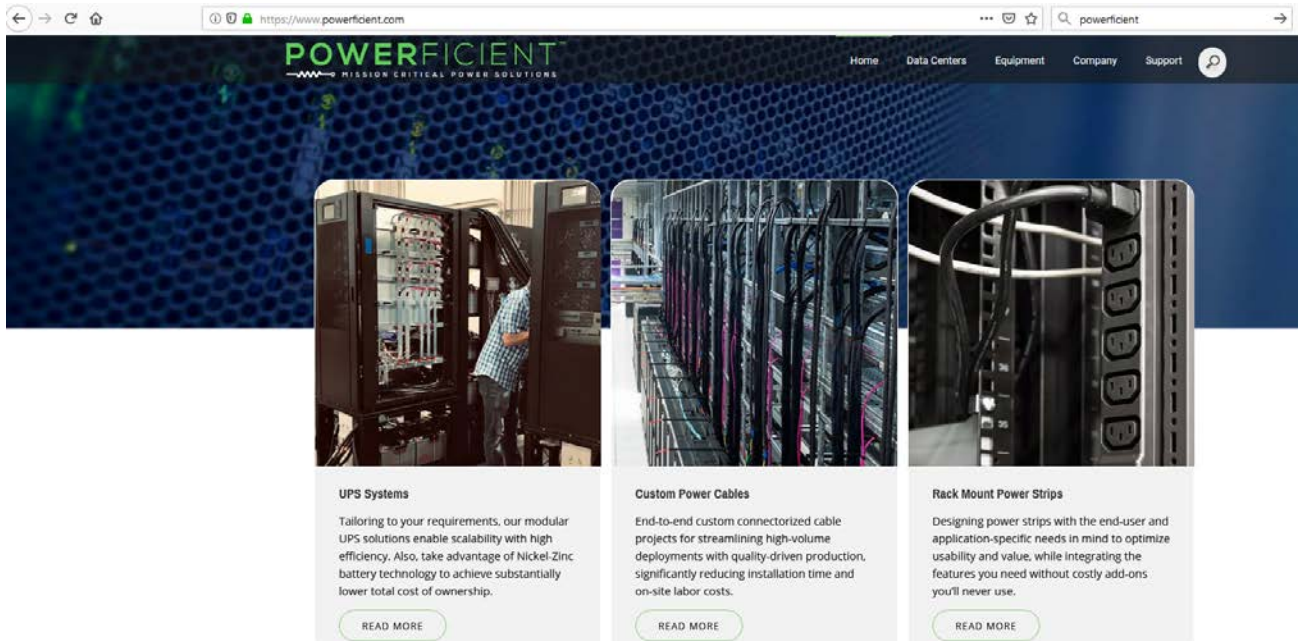 https://www.powerficient.com
powerficient
POWERFICIENT™
MISSION CRITICAL POWER SOLUTIONS
Home Data Centers Equipment Company Support
36
35
UPS Systems
Tailoring to your requirements, our modular
UPS solutions enable scalability with high
efficiency. Also, take advantage of Nickel-Zinc
battery technology to achieve substantially
lower total cost of ownership.
READ MORE
Custom Power Cables
End-to-end custom connectorized cable
projects for streamlining high-volume
deployments with quality-driven production,
significantly reducing installation time and
on-site labor costs.
READ MORE
Rack Mount Power Strips
Designing power strips with the end-user and
application-specific needs in mind to optimize
usability and value, while integrating the
features you need without costly add-ons
you'll never use.
READ MORE